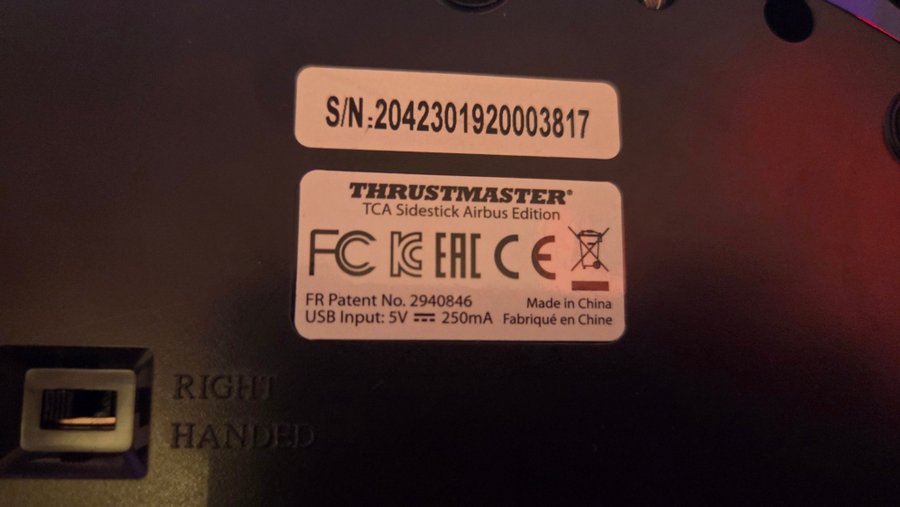 S/N:2042301920003817
THRUSTMASTER®
TCA Sidestick Airbus Edition
FC KC EAC CE
FR Patent No. 2940846
Made in China
USB Input: 5V ⎓ 250mA
Fabriqué en Chine
RIGHT
HANDED